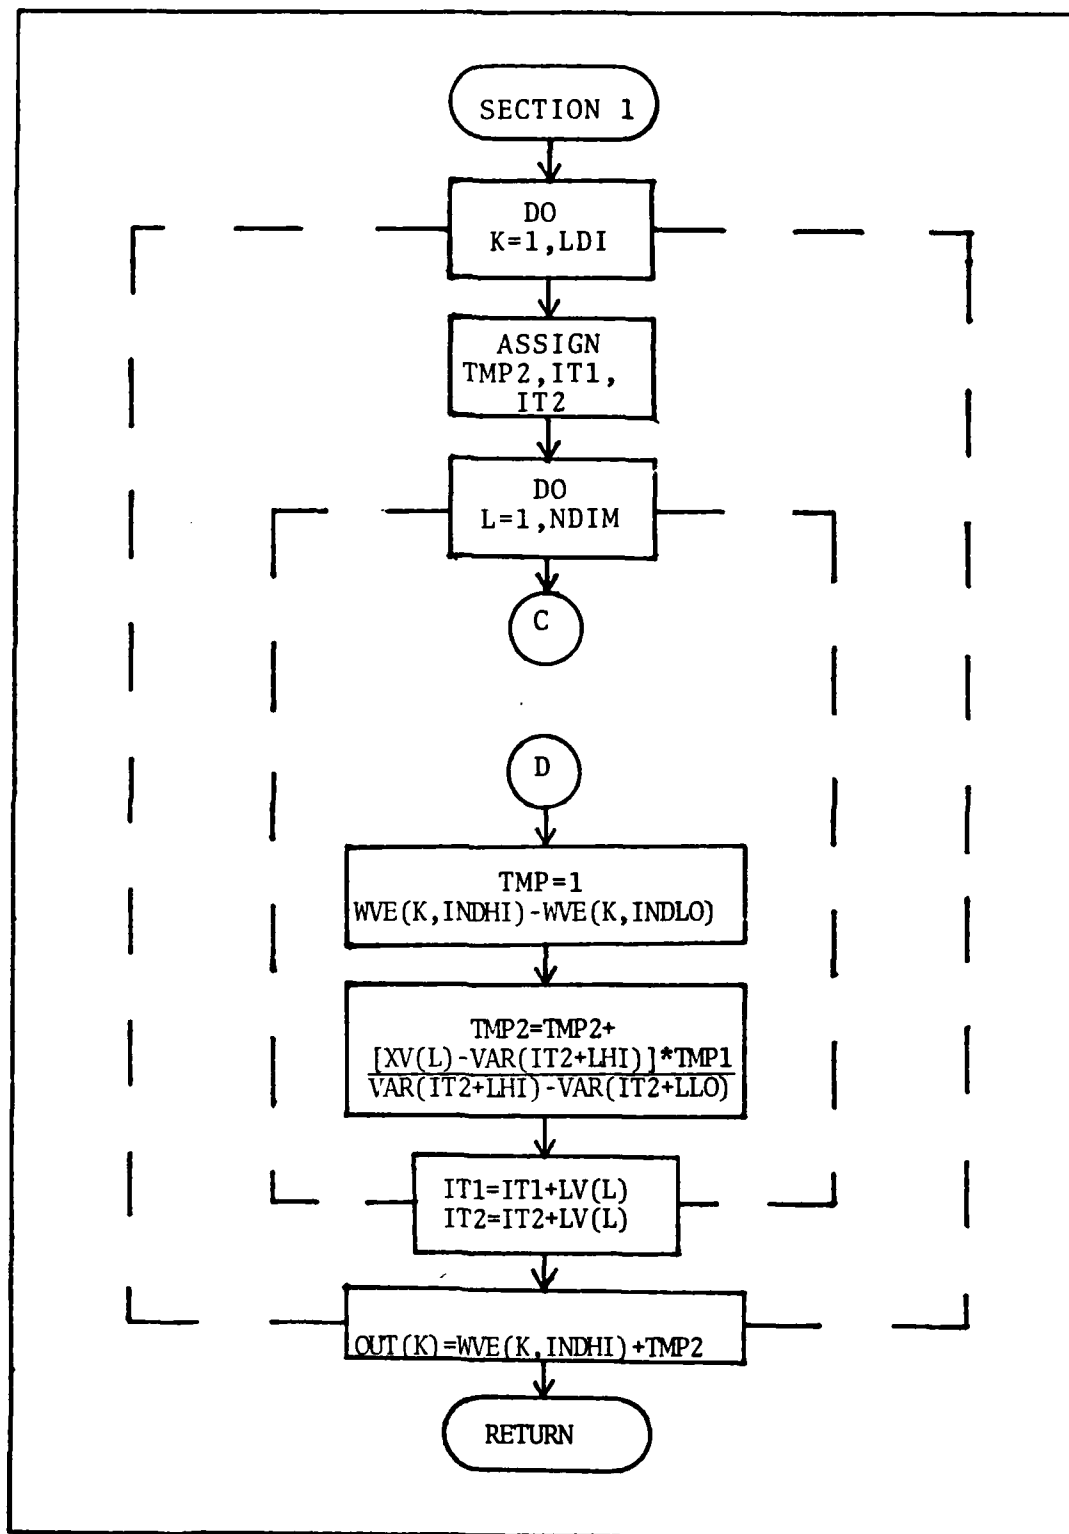 SECTION 1
DO
K=1,LDI
ASSIGN
TMP2,IT1,
IT2
DO
L=1,NDIM
C
D
TMP=1
WVE(K,INDHI)-WVE(K,INDLO)
TMP2=TMP2+
[XV(L)-VAR(IT2+LHI)]*TMP1
VAR(IT2+LHI)-VAR(IT2+LLO)
IT1=IT1+LV(L)
IT2=IT2+LV(L)
OUT(K)=WVE(K,INDHI)+TMP2
RETURN